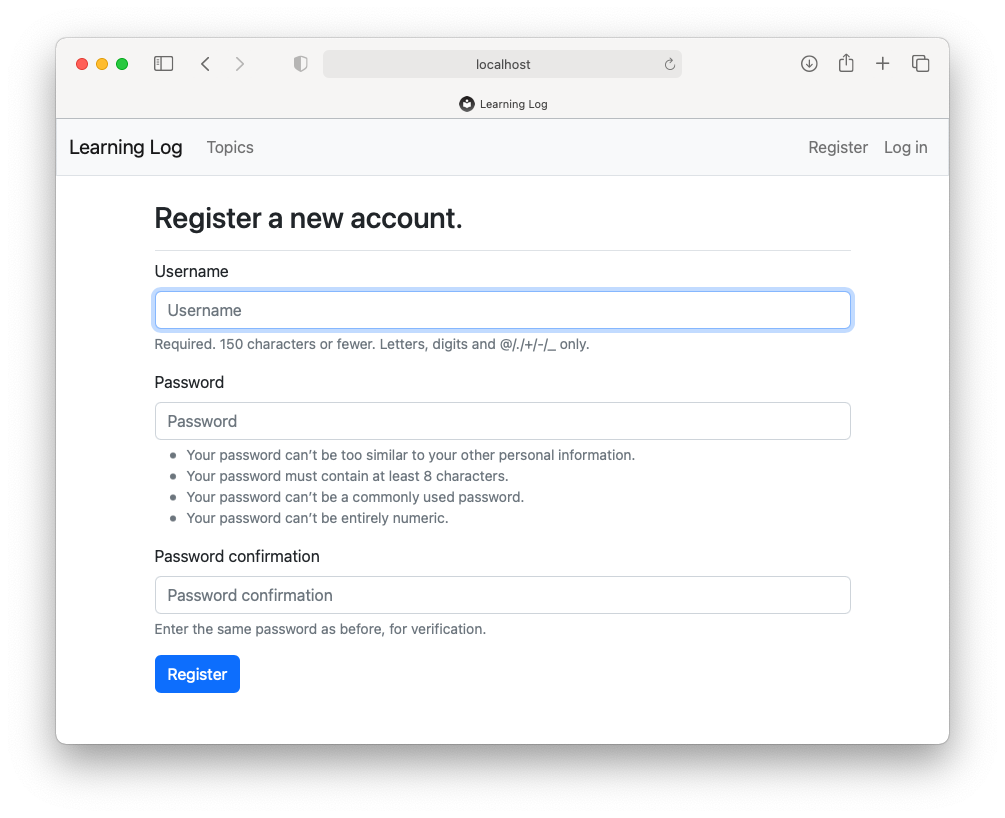 localhost
Learning Log
Learning Log Topics Register Log in
Register a new account.
Username
Username
Required. 150 characters or fewer. Letters, digits and @/./+/-/_ only.
Password
Password
Your password can’t be too similar to your other personal information.
Your password must contain at least 8 characters.
Your password can’t be a commonly used password.
Your password can’t be entirely numeric.
Password confirmation
Password confirmation
Enter the same password as before, for verification.
Register